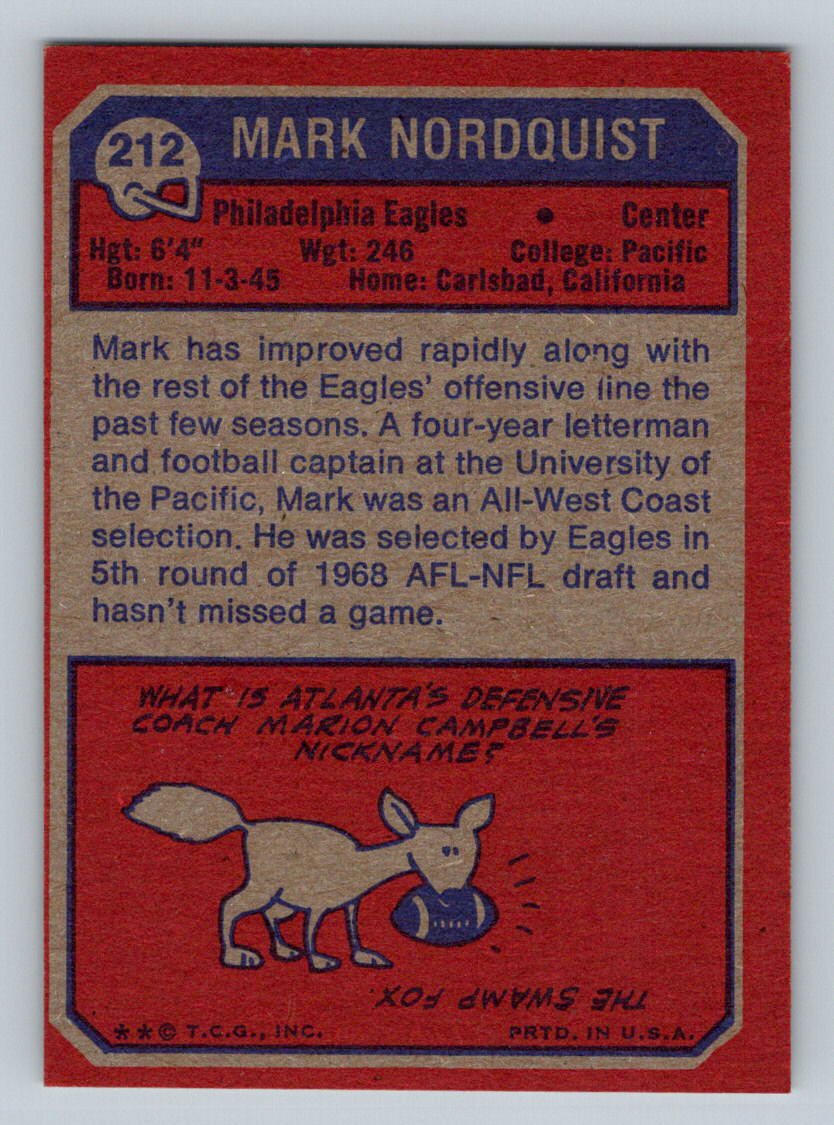 212
MARK NORDQUIST
Philadelphia Eagles • Center
Hgt: 6'4" Wgt: 246 College: Pacific
Born: 11-3-45 Home: Carlsbad, California
Mark has improved rapidly along with
the rest of the Eagles' offensive line the
past few seasons. A four-year letterman
and football captain at the University of
the Pacific, Mark was an All-West Coast
selection. He was selected by Eagles in
5th round of 1968 AFL-NFL draft and
hasn't missed a game.
WHAT IS ATLANTA'S DEFENSIVE
COACH MARION CAMPBELL'S
NICKNAME?
THE SWAMP FOX.
**© T.C.G., INC. PRTD. IN U.S.A.